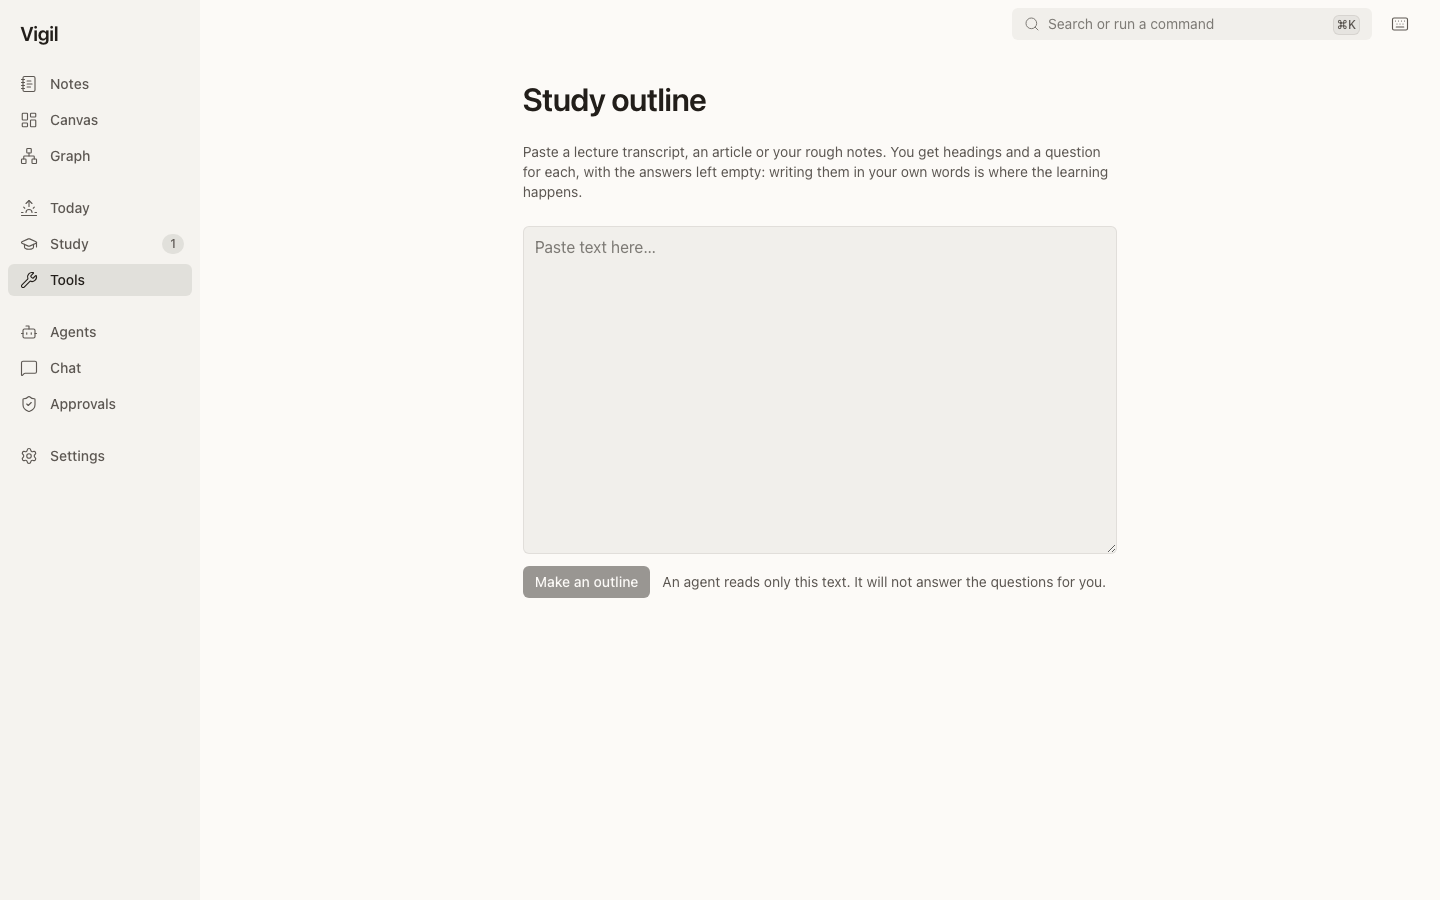 Vigil
Search or run a command
⌘K
Notes
Canvas
Graph
Today
Study
1
Tools
Agents
Chat
Approvals
Settings
Study outline
Paste a lecture transcript, an article or your rough notes. You get headings and a question
for each, with the answers left empty: writing them in your own words is where the learning
happens.
Paste text here...
Make an outline
An agent reads only this text. It will not answer the questions for you.